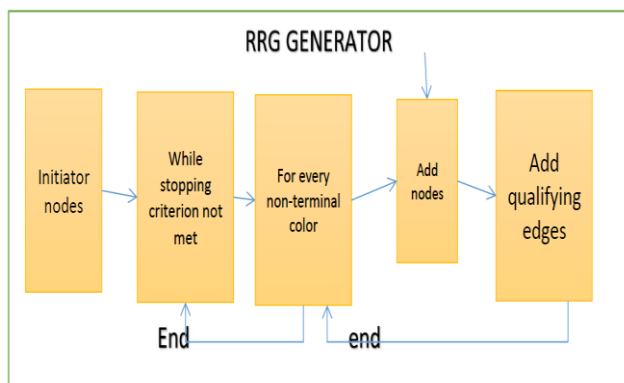 RRG GENERATOR
Initiator
nodes
While
stopping
criterion not
met
For every
non-terminal
color
Add
nodes
Add
qualifying
edges
End
end